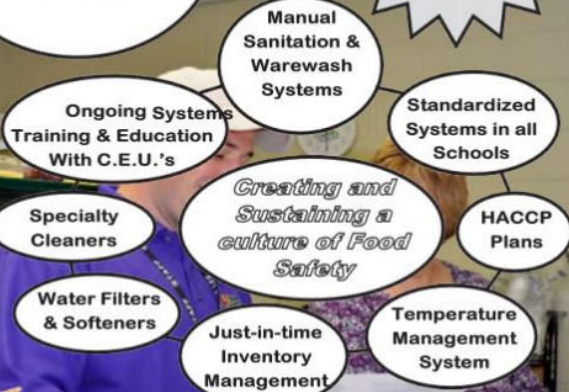 Manual
Sanitation &
Warewash
Systems
Ongoing Systems
Training & Education
With C.E.U.'s
Standardized
Systems in all
Schools
Creating and
Sustaining a
culture of Food
Safety
Specialty
Cleaners
HACCP
Plans
Water Filters
& Softeners
Just-in-time
Inventory
Management
Temperature
Management
System